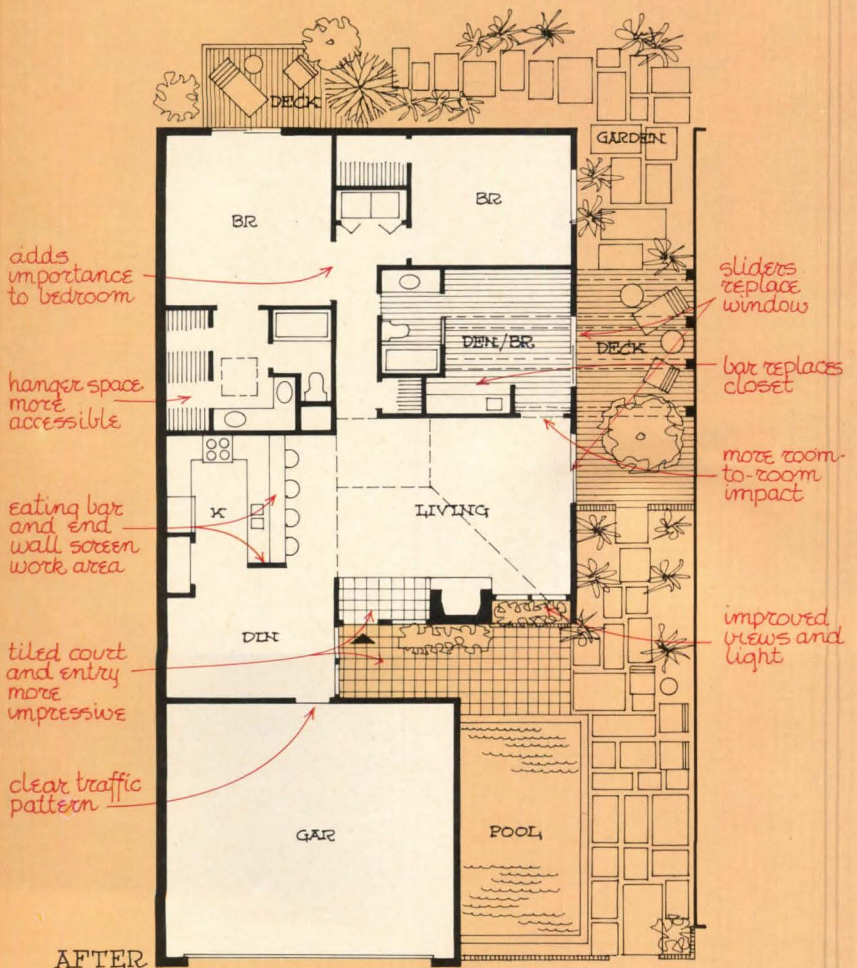 DECK
GARDEN
BR
BR
adds
importance
to bedroom
sliders
replace
window
DEN/BR
DECK
bar replaces
closet
hanger space
more
accessible
more room-
to-room
impact
eating bar
and end
wall screen
work area
K
LIVING
DIN
improved
views and
light
tiled court
and entry
more
impressive
clear traffic
pattern
GAR
POOL
AFTER